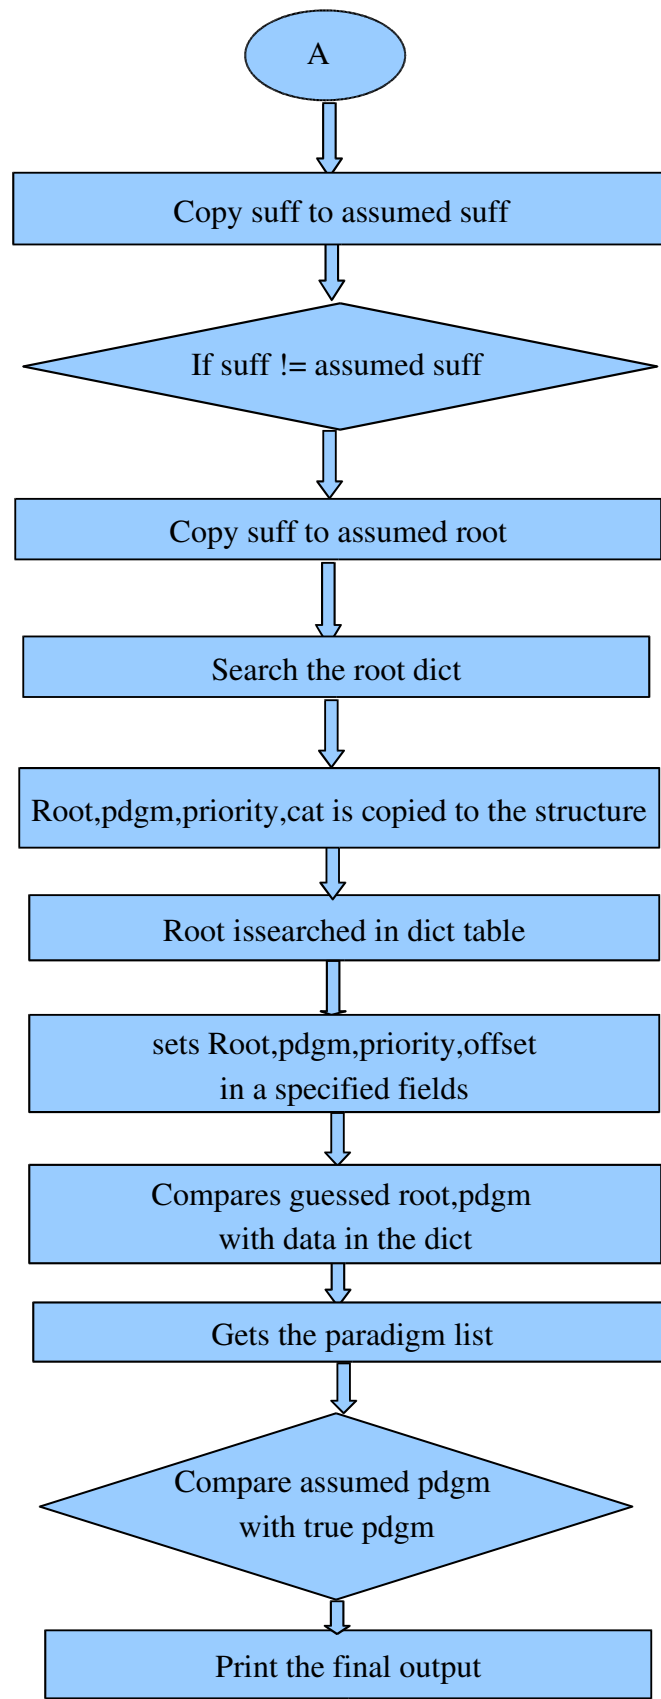 A
Copy suff to assumed suff
If suff != assumed suff
Copy suff to assumed root
Search the root dict
Root,pdgm,priority,cat is copied to the structure
Root issearched in dict table
sets Root,pdgm,priority,offset
in a specified fields
Compares guessed root,pdgm
with data in the dict
Gets the paradigm list
Compare assumed pdgm
with true pdgm
Print the final output